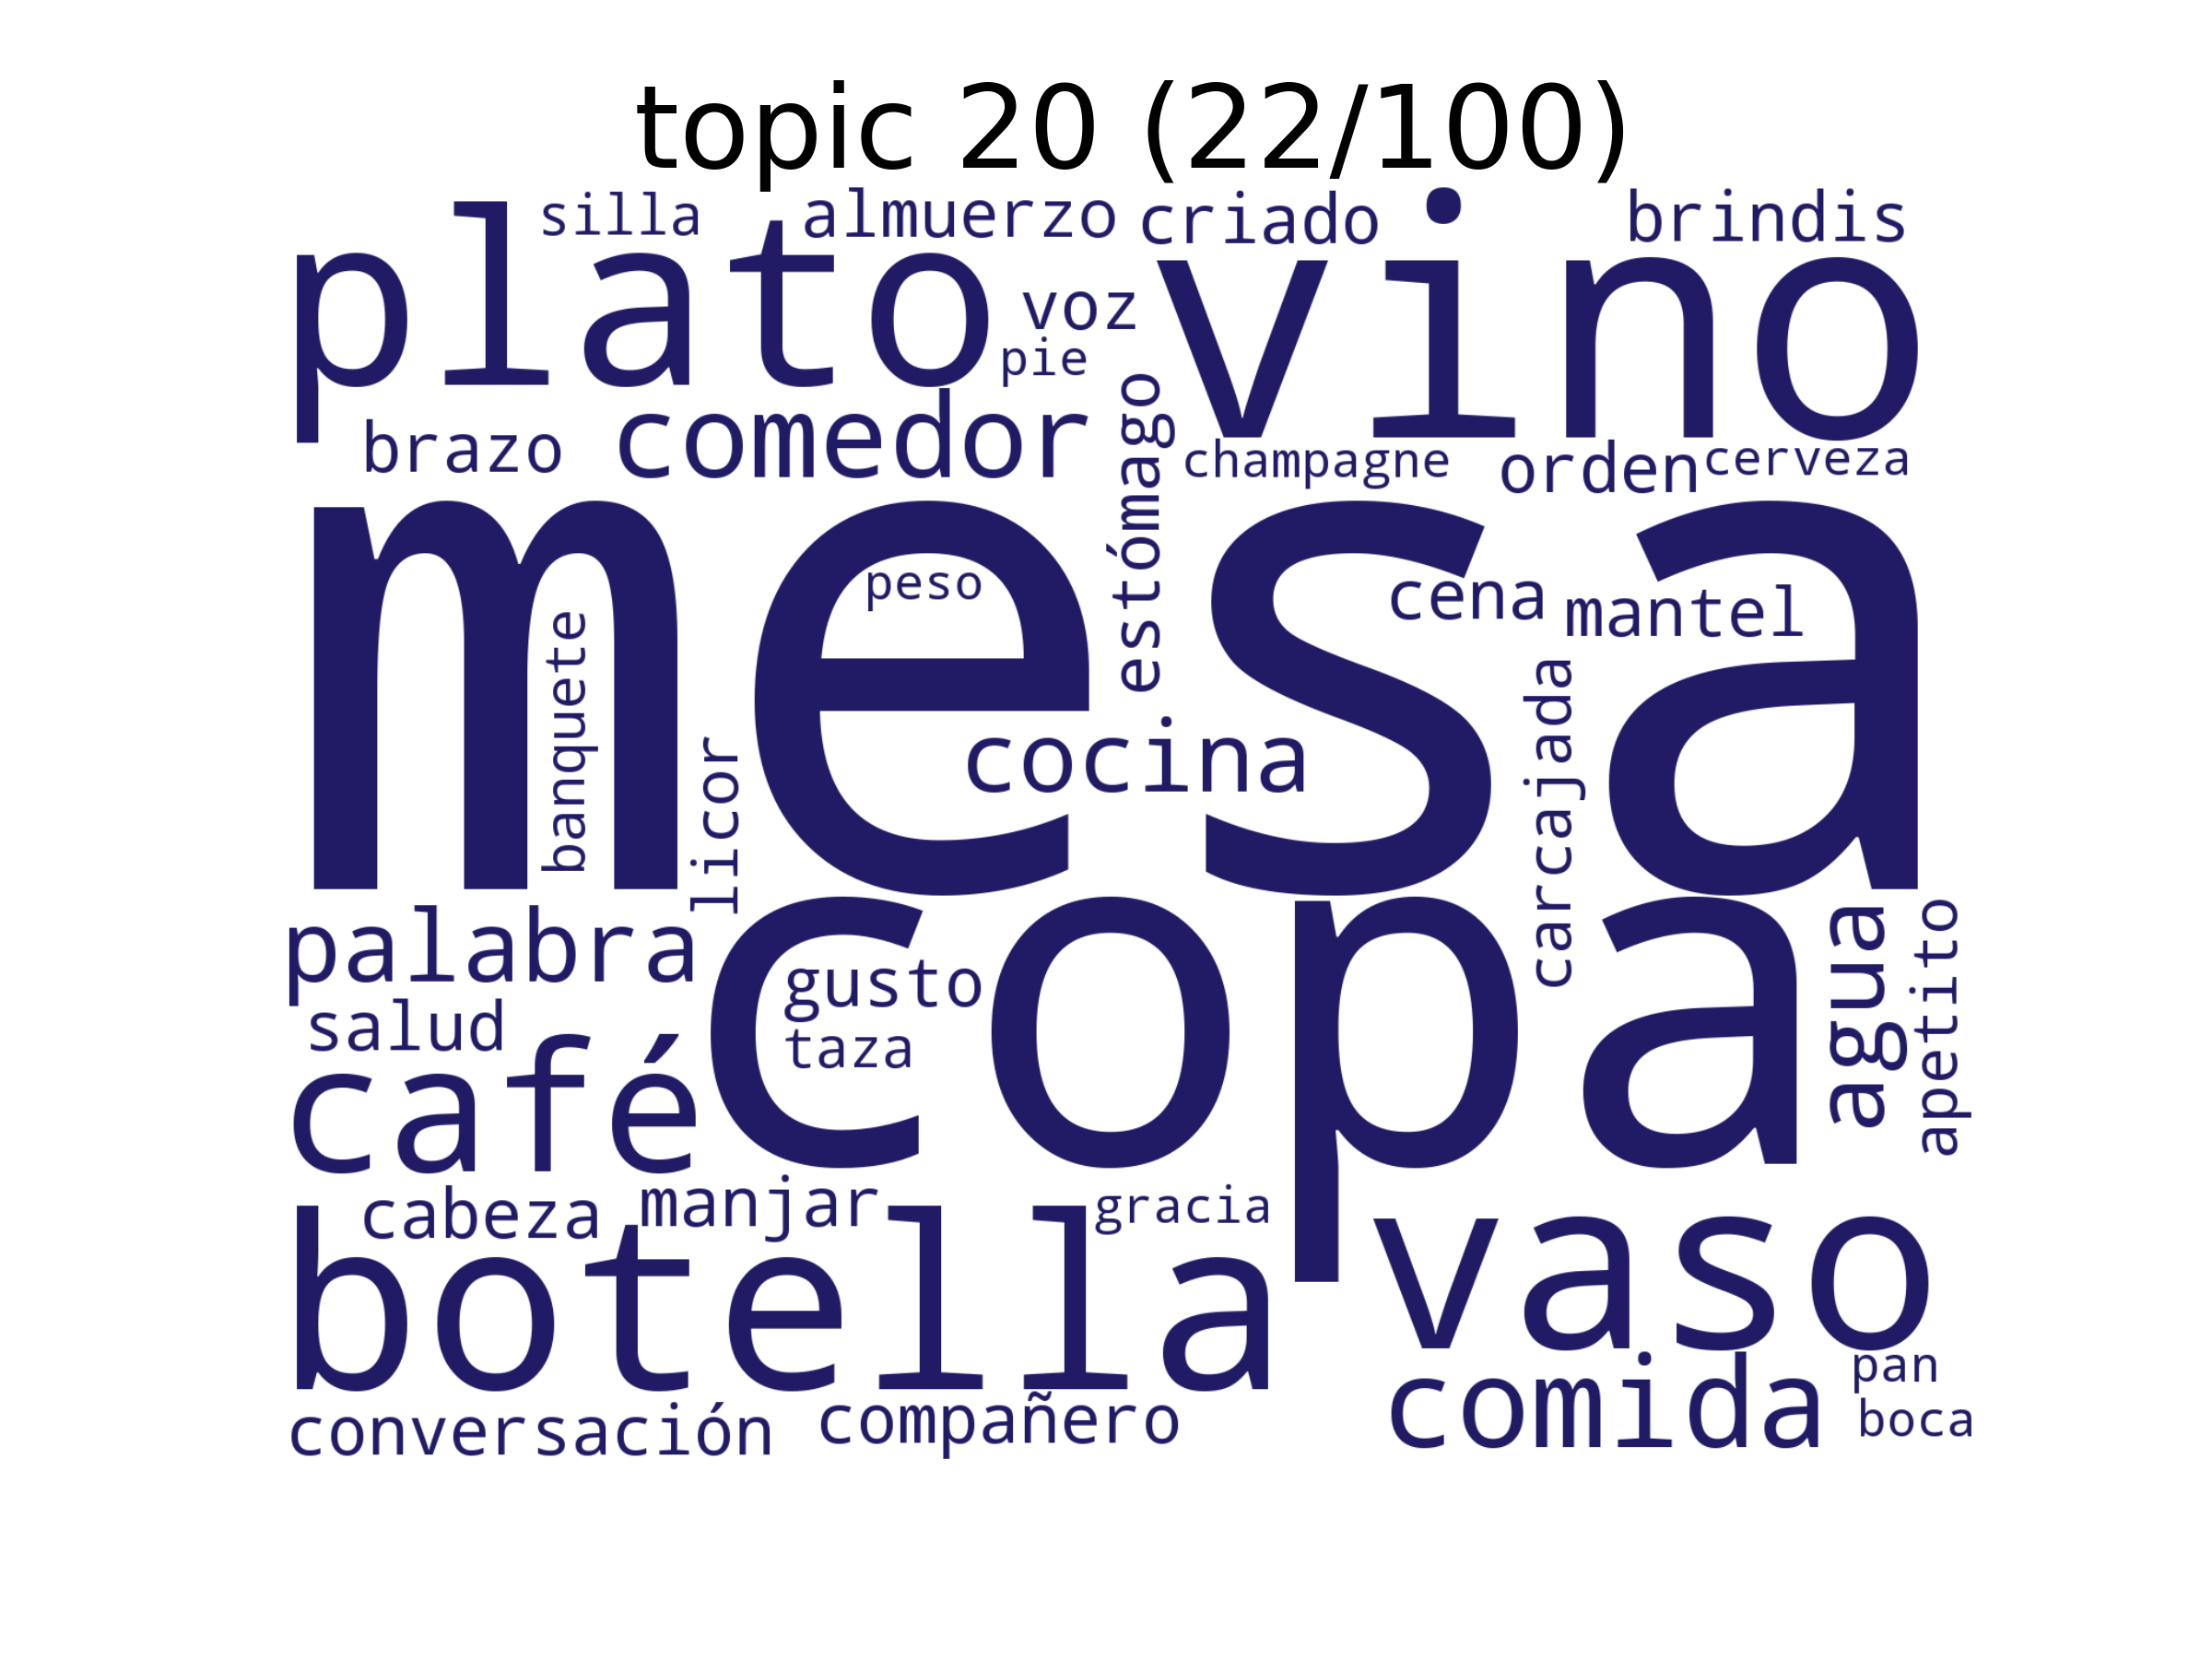 topic 20 (22/100)
silla almuerzo criado brindis
plato vino
voz
pie
brazo comedor estómago champagne orden cerveza
mesa
peso cena mantel
banquete licor cocina carcajada
palabra copa agua apetito
gusto
salud taza
café
cabeza manjar gracia
botella vaso
comida pan
conversación compañero boca